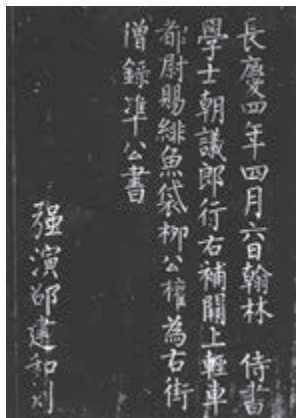 長慶四年四月六日翰林 侍書
學士朝議郎行右補闕上輕車
都尉賜緋魚袋柳公權為右街
僧錄準公書
强演邵建和刻